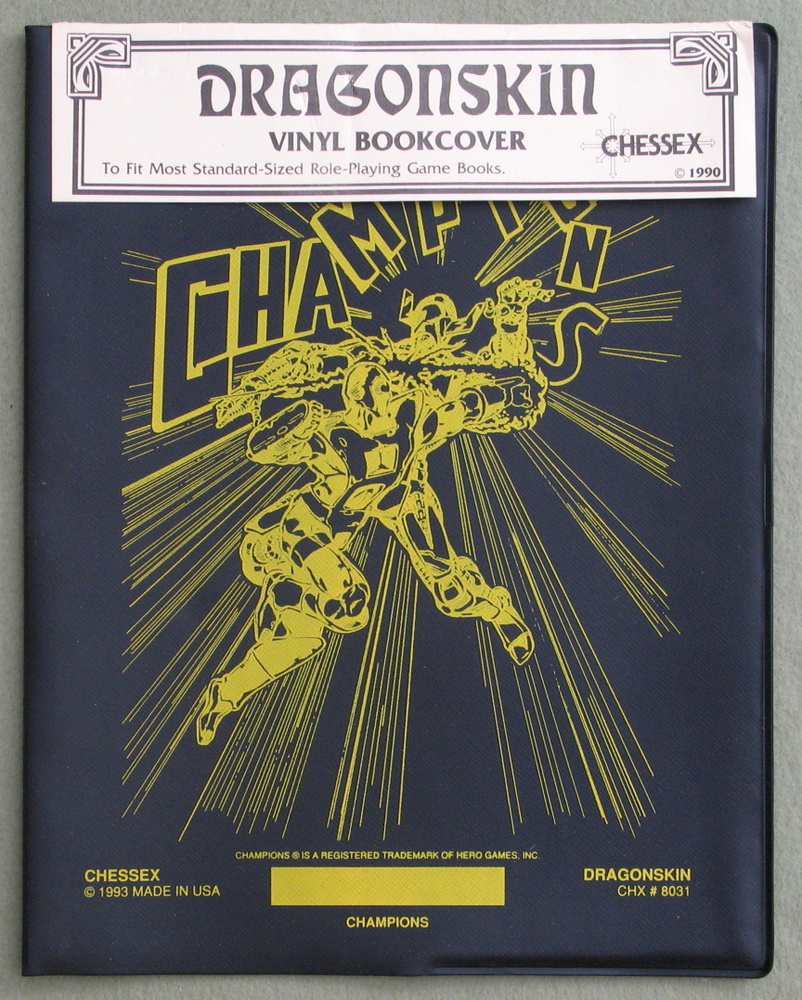 DRAGONSKIN
VINYL BOOKCOVER
To Fit Most Standard-Sized Role-Playing Game Books.
CHESSEX
© 1990
CHAMPIONS
CHAMPIONS ® IS A REGISTERED TRADEMARK OF HERO GAMES, INC.
CHESSEX
© 1993 MADE IN USA
DRAGONSKIN
CHX # 8031
CHAMPIONS